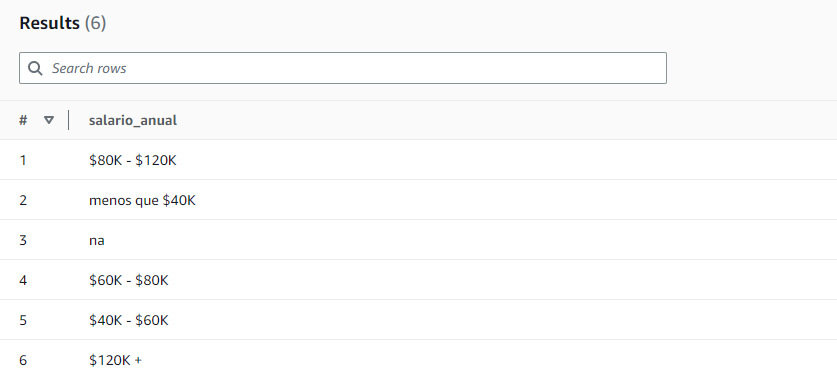 Results (6)
Search rows
# salario_anual
1 $80K - $120K
2 menos que $40K
3 na
4 $60K - $80K
5 $40K - $60K
6 $120K +